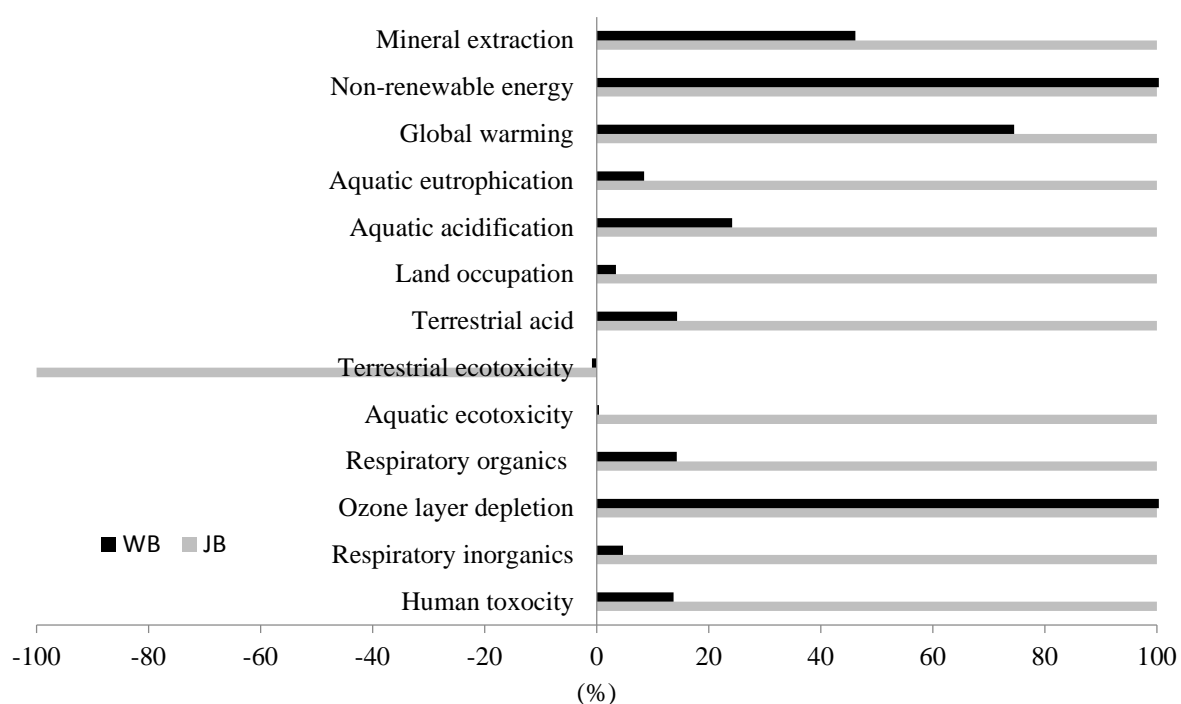 Mineral extraction
Non-renewable energy
Global warming
Aquatic eutrophication
Aquatic acidification
Land occupation
Terrestrial acid
Terrestrial ecotoxicity
Aquatic ecotoxicity
Respiratory organics
Ozone layer depletion
WB JB
Respiratory inorganics
Human toxocity
-100 -80 -60 -40 -20 0 20 40 60 80 100
(%)